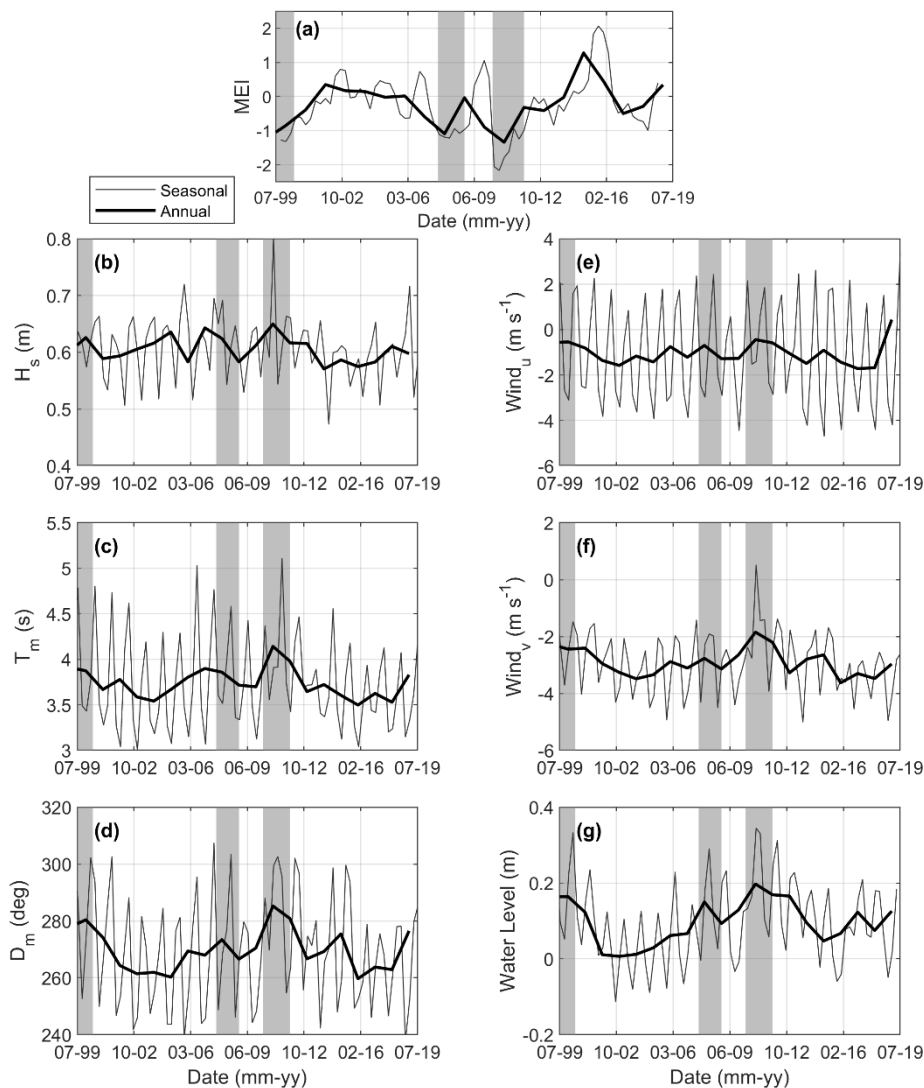 (a)
MEI
2
1
0
-1
-2
07-99 10-02 03-06 06-09 10-12 02-16 07-19
Date (mm-yy)
Seasonal
Annual
(b)
H_s (m)
0.8
0.7
0.6
0.5
0.4
07-99 10-02 03-06 06-09 10-12 02-16 07-19
(e)
Wind_u (m s^-1)
4
2
0
-2
-4
-6
07-99 10-02 03-06 06-09 10-12 02-16 07-19
(c)
T_m (s)
5.5
5
4.5
4
3.5
3
07-99 10-02 03-06 06-09 10-12 02-16 07-19
(f)
Wind_v (m s^-1)
2
0
-2
-4
-6
07-99 10-02 03-06 06-09 10-12 02-16 07-19
(d)
D_m (deg)
320
300
280
260
240
07-99 10-02 03-06 06-09 10-12 02-16 07-19
Date (mm-yy)
(g)
Water Level (m)
0.4
0.2
0
-0.2
07-99 10-02 03-06 06-09 10-12 02-16 07-19
Date (mm-yy)